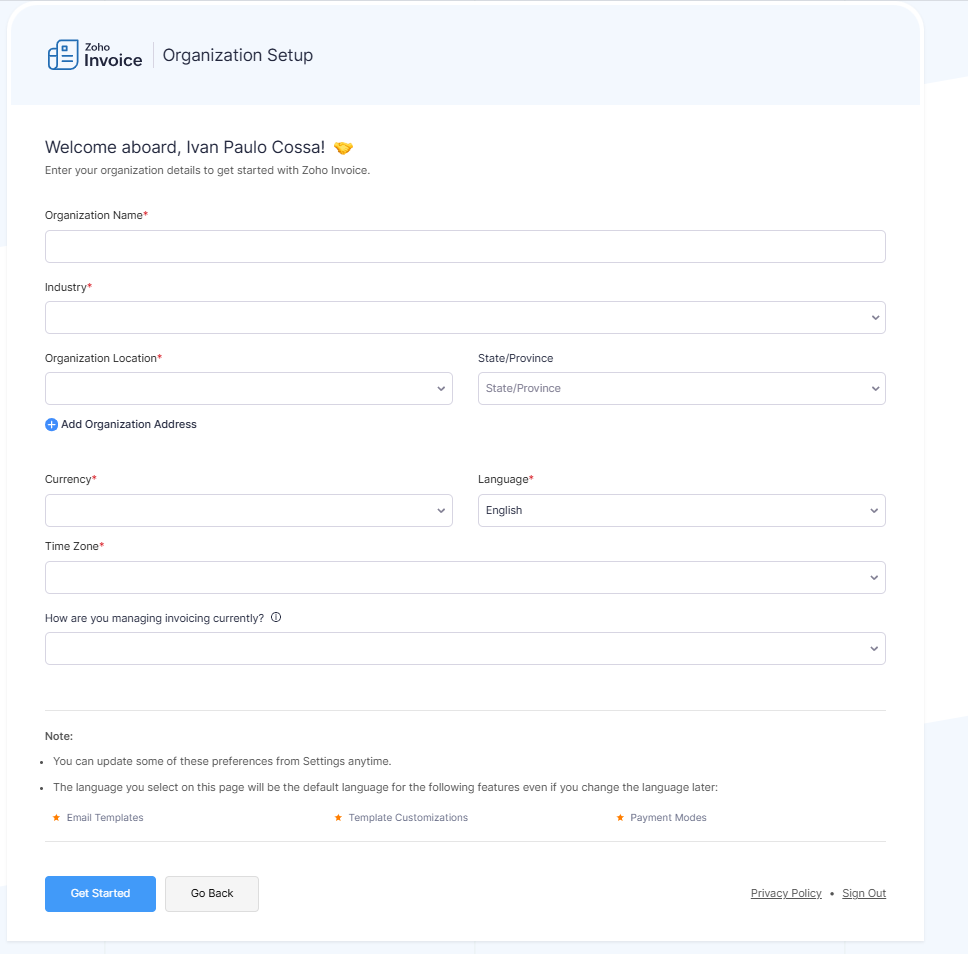 Zoho
Invoice
Organization Setup
Welcome aboard, Ivan Paulo Cossa!
Enter your organization details to get started with Zoho Invoice.
Organization Name*
Industry*
Organization Location* State/Province
State/Province
Add Organization Address
Currency* Language*
English
Time Zone*
How are you managing invoicing currently?
Note:
• You can update some of these preferences from Settings anytime.
• The language you select on this page will be the default language for the following features even if you change the language later:
Email Templates Template Customizations Payment Modes
Get Started Go Back Privacy Policy • Sign Out